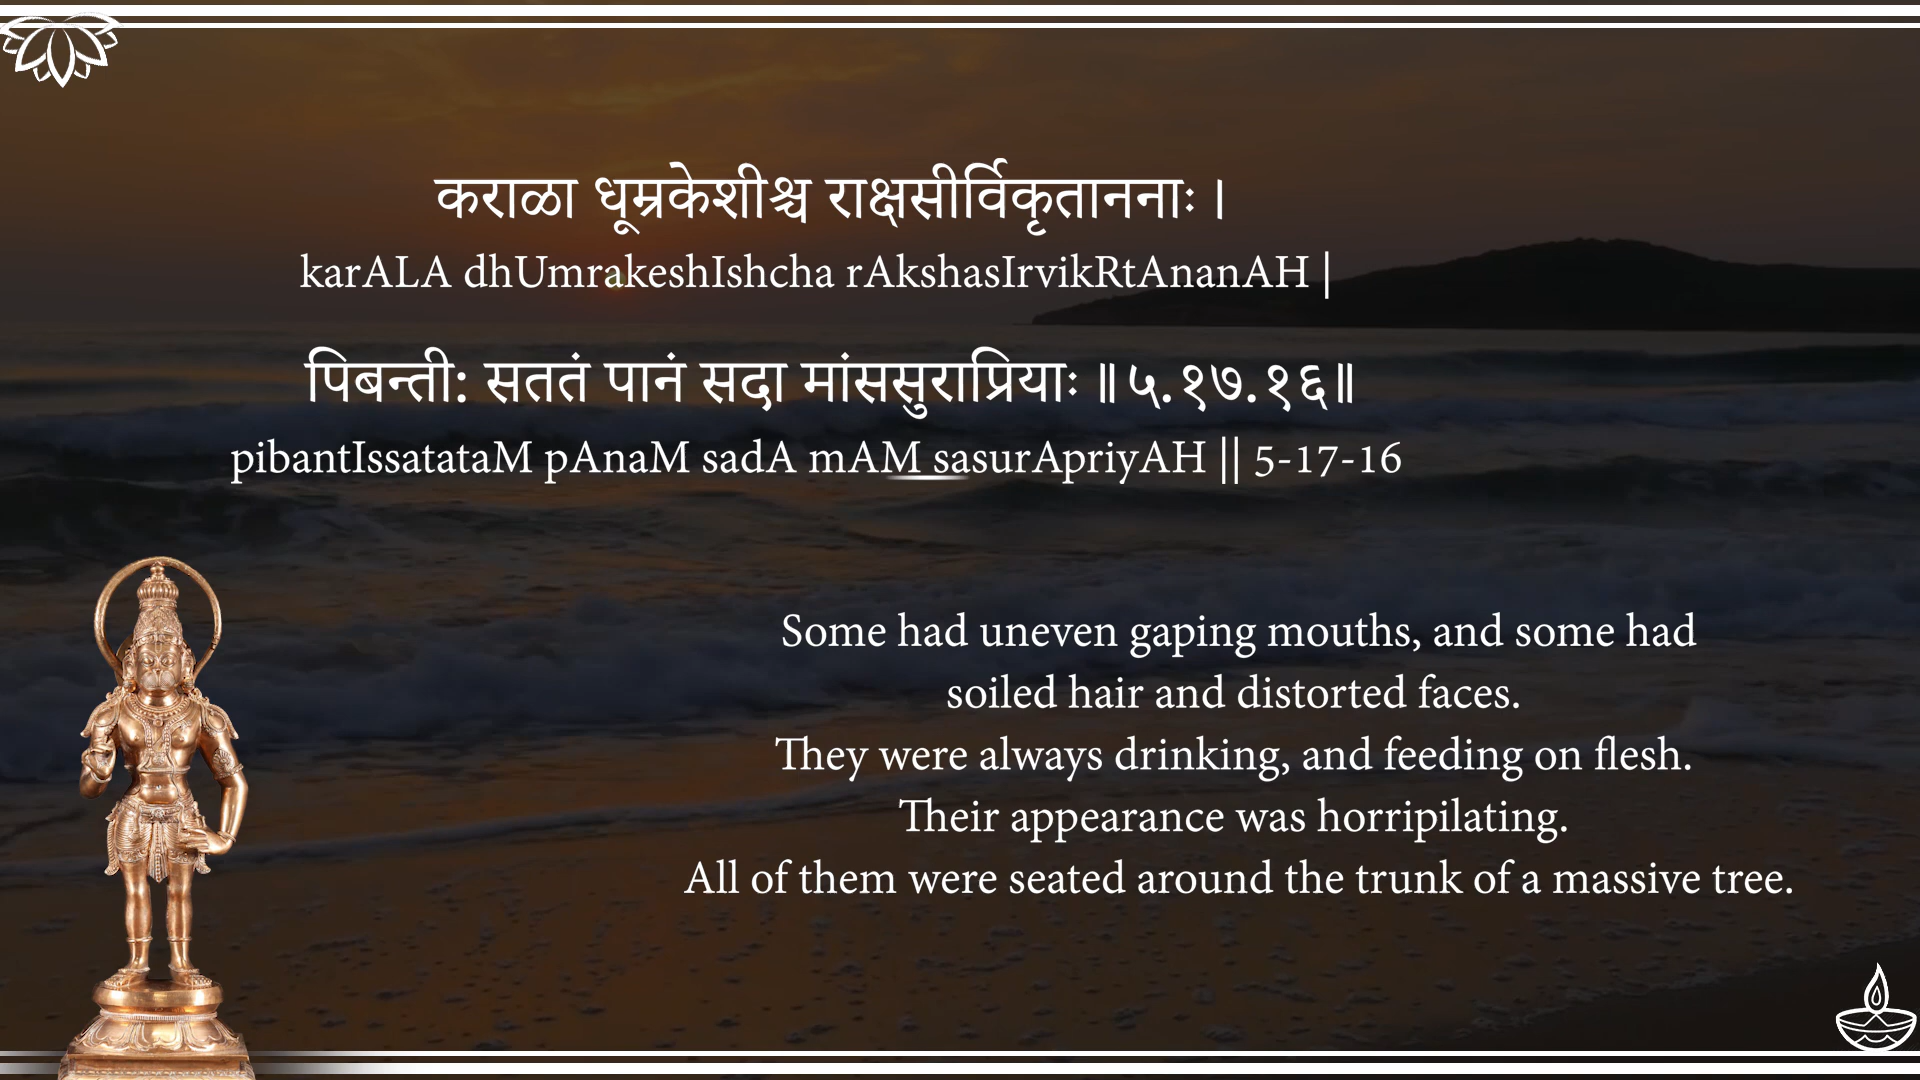 कराळा धूम्रकेशीश्च राक्षसीर्विकृताननाः ।
karALA dhUmrakeshIshcha rAkshasIrvikRtAnanAH |
पिबन्ती: सततं पानं सदा मांससुराप्रियाः ॥५.१७.१६॥
pibantIssatataM pAnaM sadA mAM sasurApriyAH || 5-17-16
Some had uneven gaping mouths, and some had
soiled hair and distorted faces.
They were always drinking, and feeding on flesh.
Their appearance was horripilating.
All of them were seated around the trunk of a massive tree.